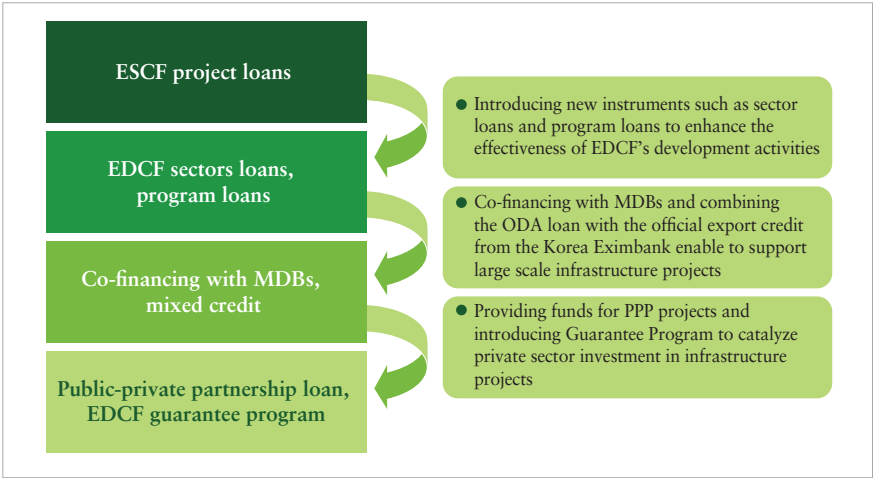 ESCF project loans
EDCF sectors loans,
program loans
Co-financing with MDBs,
mixed credit
Public-private partnership loan,
EDCF guarantee program
Introducing new instruments such as sector
loans and program loans to enhance the
effectiveness of EDCF's development activities
Co-financing with MDBs and combining
the ODA loan with the official export credit
from the Korea Eximbank enable to support
large scale infrastructure projects
Providing funds for PPP projects and
introducing Guarantee Program to catalyze
private sector investment in infrastructure
projects